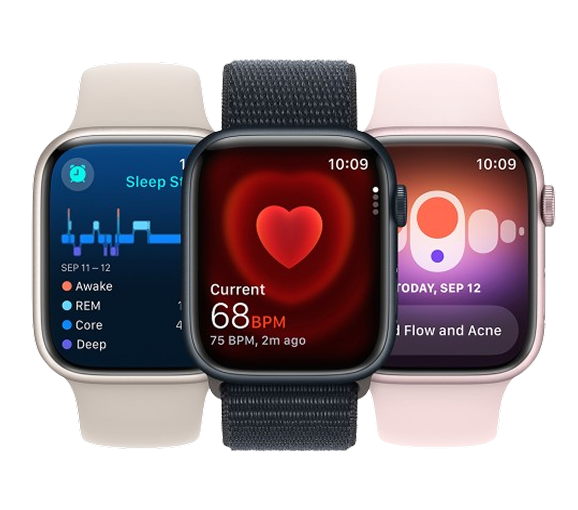 Sleep St
SEP 11 – 12
Awake
REM
Core
Deep
10:09
Current
68BPM
75 BPM, 2m ago
10:09
TODAY, SEP 12
d Flow and Acne